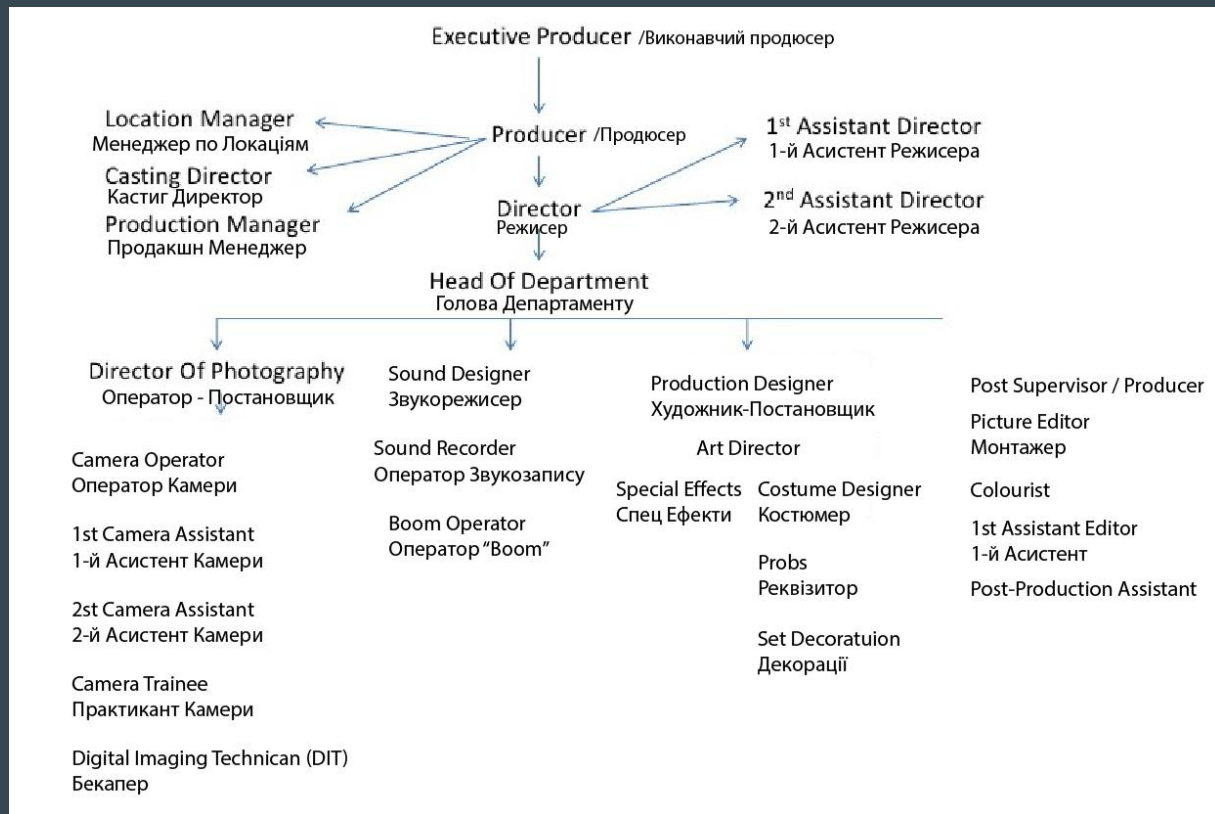 Executive Producer /Виконавчий продюсер
Location Manager
Менеджер по Локаціям
Casting Director
Кастиг Директор
Production Manager
Продакшн Менеджер
Producer /Продюсер
Director
Режисер
1st Assistant Director
1-й Асистент Режисера
2nd Assistant Director
2-й Асистент Режисера
Head Of Department
Голова Департаменту
Director Of Photography
Оператор - Постановщик
Camera Operator
Оператор Камери
1st Camera Assistant
1-й Асистент Камери
2st Camera Assistant
2-й Асистент Камери
Camera Trainee
Практикант Камери
Digital Imaging Technican (DIT)
Бекапер
Sound Designer
Звукорежисер
Sound Recorder
Оператор Звукозапису
Boom Operator
Оператор “Boom”
Production Designer
Художник-Постановщик
Art Director
Special Effects
Спец Ефекти
Costume Designer
Костюмер
Probs
Реквізитор
Set Decoratuion
Декорації
Post Supervisor / Producer
Picture Editor
Монтажер
Colourist
1st Assistant Editor
1-й Асистент
Post-Production Assistant